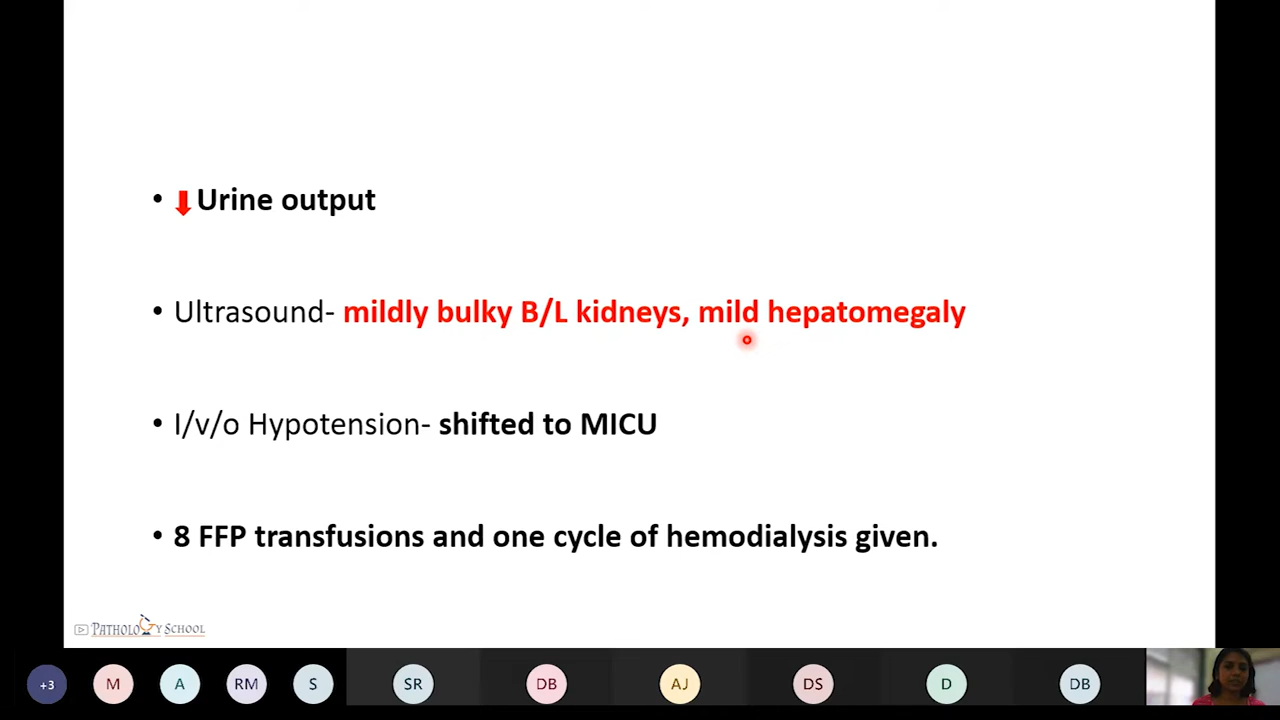 • Urine output
• Ultrasound- mildly bulky B/L kidneys, mild hepatomegaly
• I/v/o Hypotension- shifted to MICU
• 8 FFP transfusions and one cycle of hemodialysis given.
PATHOLOGY SCHOOL
+3 M A RM S SR DB AJ DS D DB